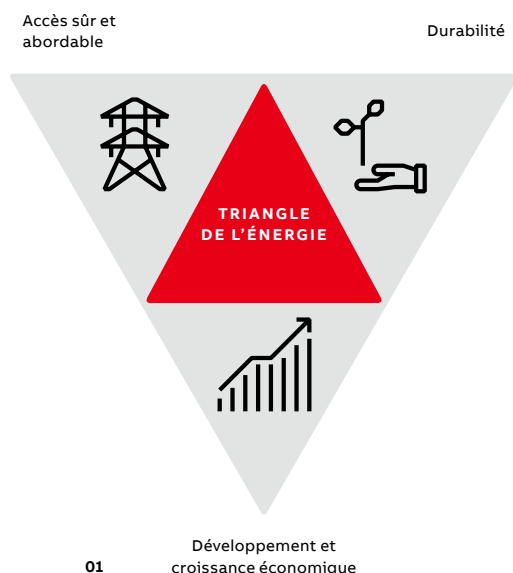 Accès sûr et
abordable
Durabilité
TRIANGLE
DE L’ÉNERGIE
Développement et
croissance économique
01